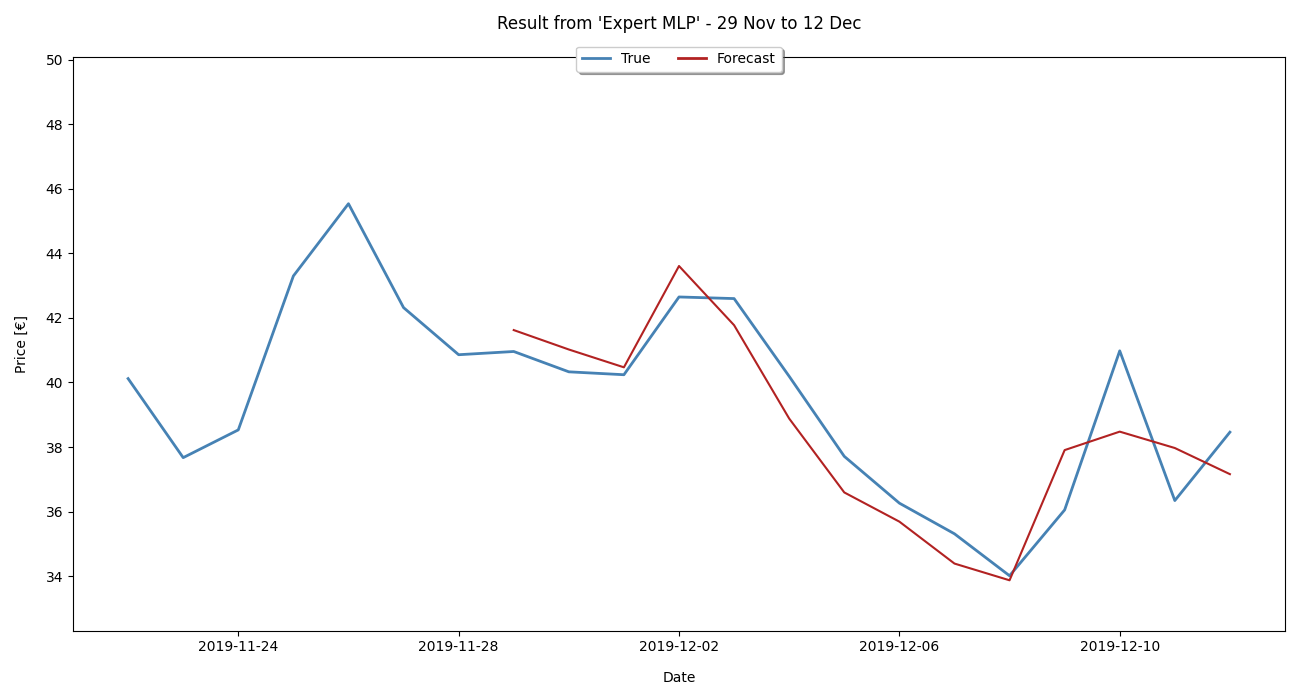 Result from 'Expert MLP' - 29 Nov to 12 Dec
True Forecast
50
48
46
44
42
40
38
36
34
Price [€]
2019-11-24 2019-11-28 2019-12-02 2019-12-06 2019-12-10
Date